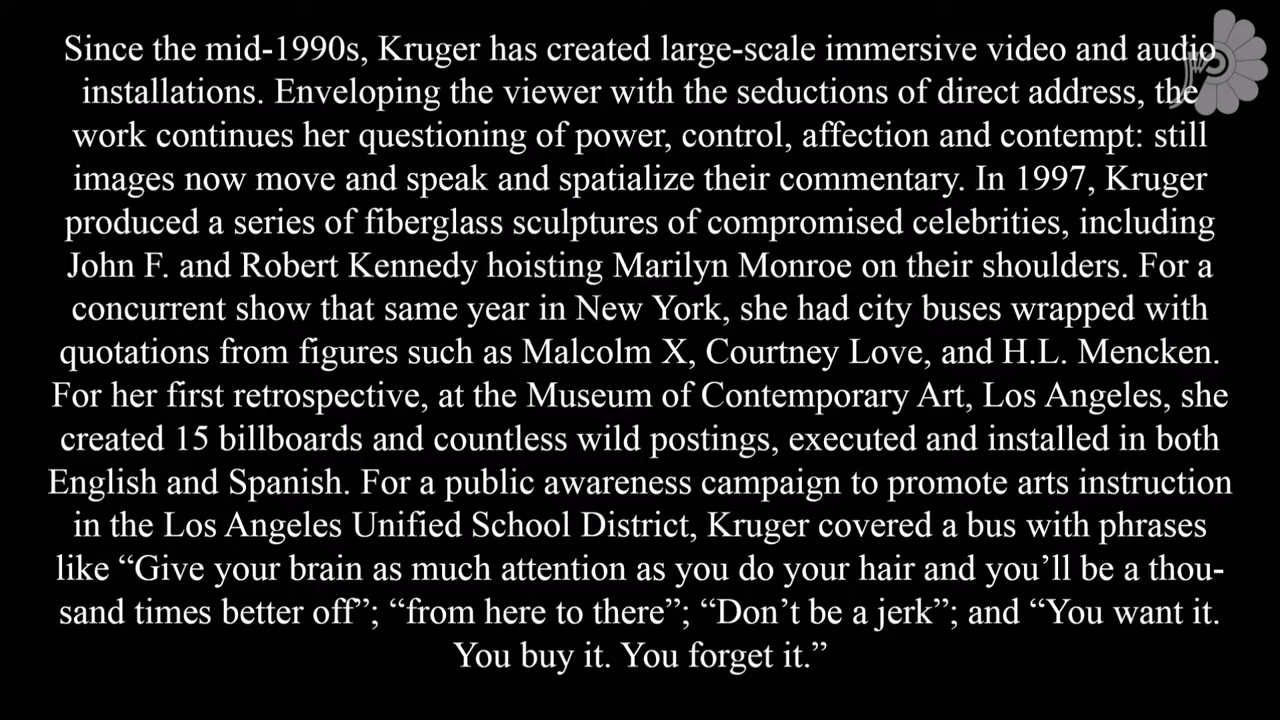 Since the mid-1990s, Kruger has created large-scale immersive video and audio
installations. Enveloping the viewer with the seductions of direct address, the
work continues her questioning of power, control, affection and contempt: still
images now move and speak and spatialize their commentary. In 1997, Kruger
produced a series of fiberglass sculptures of compromised celebrities, including
John F. and Robert Kennedy hoisting Marilyn Monroe on their shoulders. For a
concurrent show that same year in New York, she had city buses wrapped with
quotations from figures such as Malcolm X, Courtney Love, and H.L. Mencken.
For her first retrospective, at the Museum of Contemporary Art, Los Angeles, she
created 15 billboards and countless wild postings, executed and installed in both
English and Spanish. For a public awareness campaign to promote arts instruction
in the Los Angeles Unified School District, Kruger covered a bus with phrases
like “Give your brain as much attention as you do your hair and you’ll be a thou-
sand times better off”; “from here to there”; “Don’t be a jerk”; and “You want it.
You buy it. You forget it.”